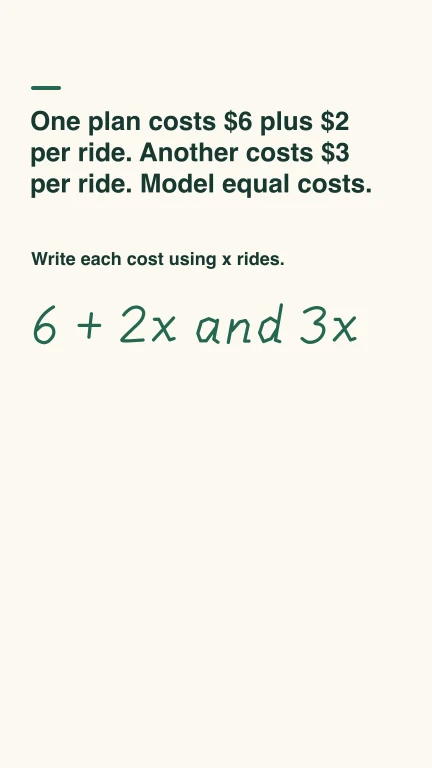 One plan costs $6 plus $2
per ride. Another costs $3
per ride. Model equal costs.
Write each cost using x rides.
6 + 2x and 3x